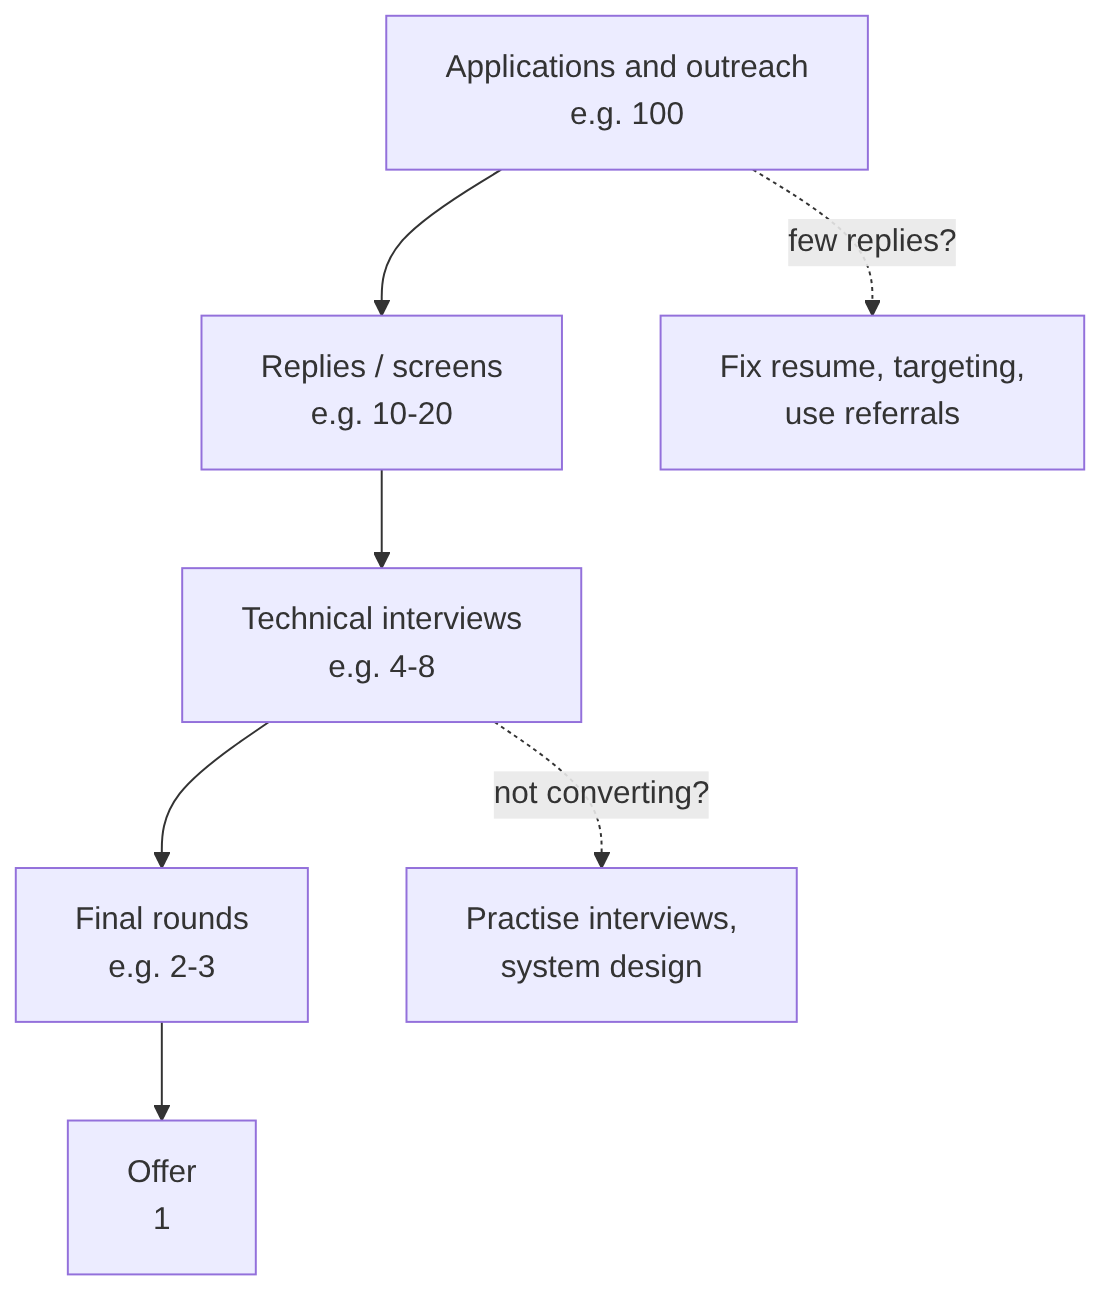 Applications and outreach
e.g. 100
few replies?
Replies / screens
e.g. 10-20
Fix resume, targeting,
use referrals
Technical interviews
e.g. 4-8
not converting?
Final rounds
e.g. 2-3
Practise interviews,
system design
Offer
1